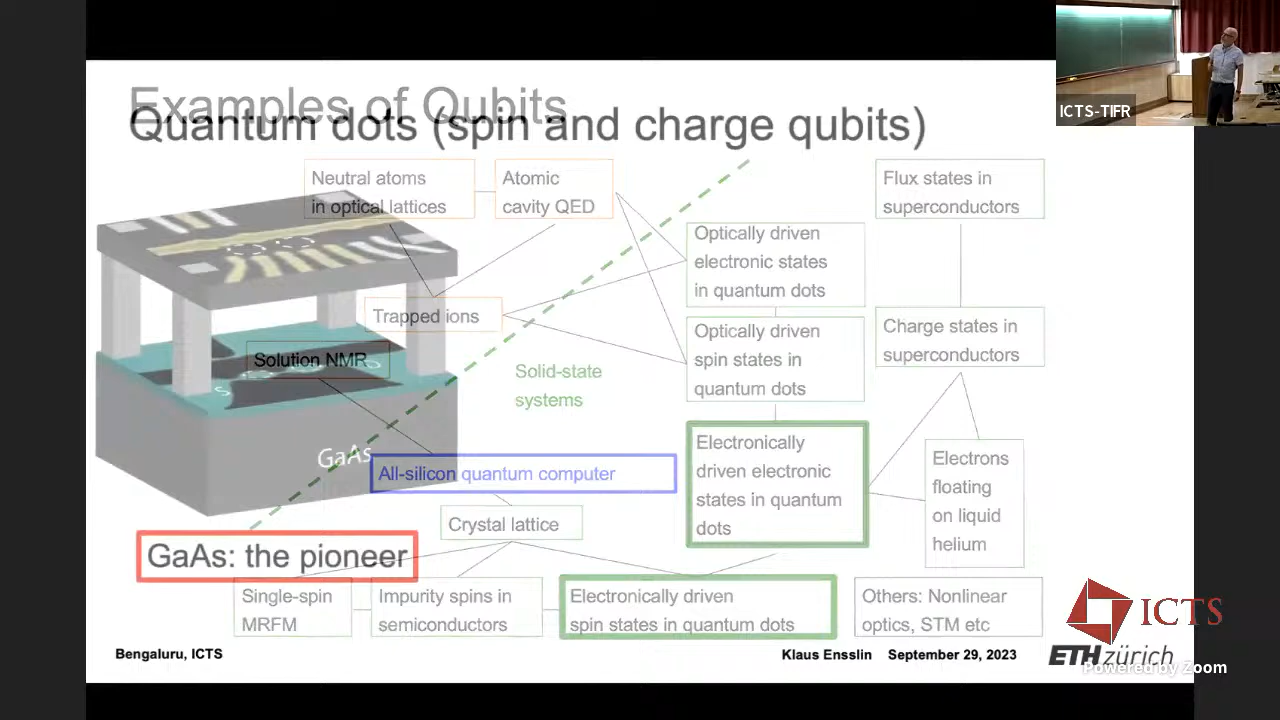 ICTS-TIFR
Examples of Qubits
Quantum dots (spin and charge qubits)
Neutral atoms
in optical lattices
Atomic
cavity QED
Flux states in
superconductors
Optically driven
electronic states
in quantum dots
Trapped ions
Optically driven
spin states in
quantum dots
Charge states in
superconductors
Solution NMR
Solid-state
systems
S
GaAs
All-silicon quantum computer
Electronically
driven electronic
states in quantum
dots
Electrons
floating
on liquid
helium
Crystal lattice
GaAs: the pioneer
Single-spin
MRFM
Impurity spins in
semiconductors
Electronically driven
spin states in quantum dots
Others: Nonlinear
optics, STM etc
ICTS
Bengaluru, ICTS
Klaus Ensslin September 29, 2023
ETH zürich
Powered by Zoom